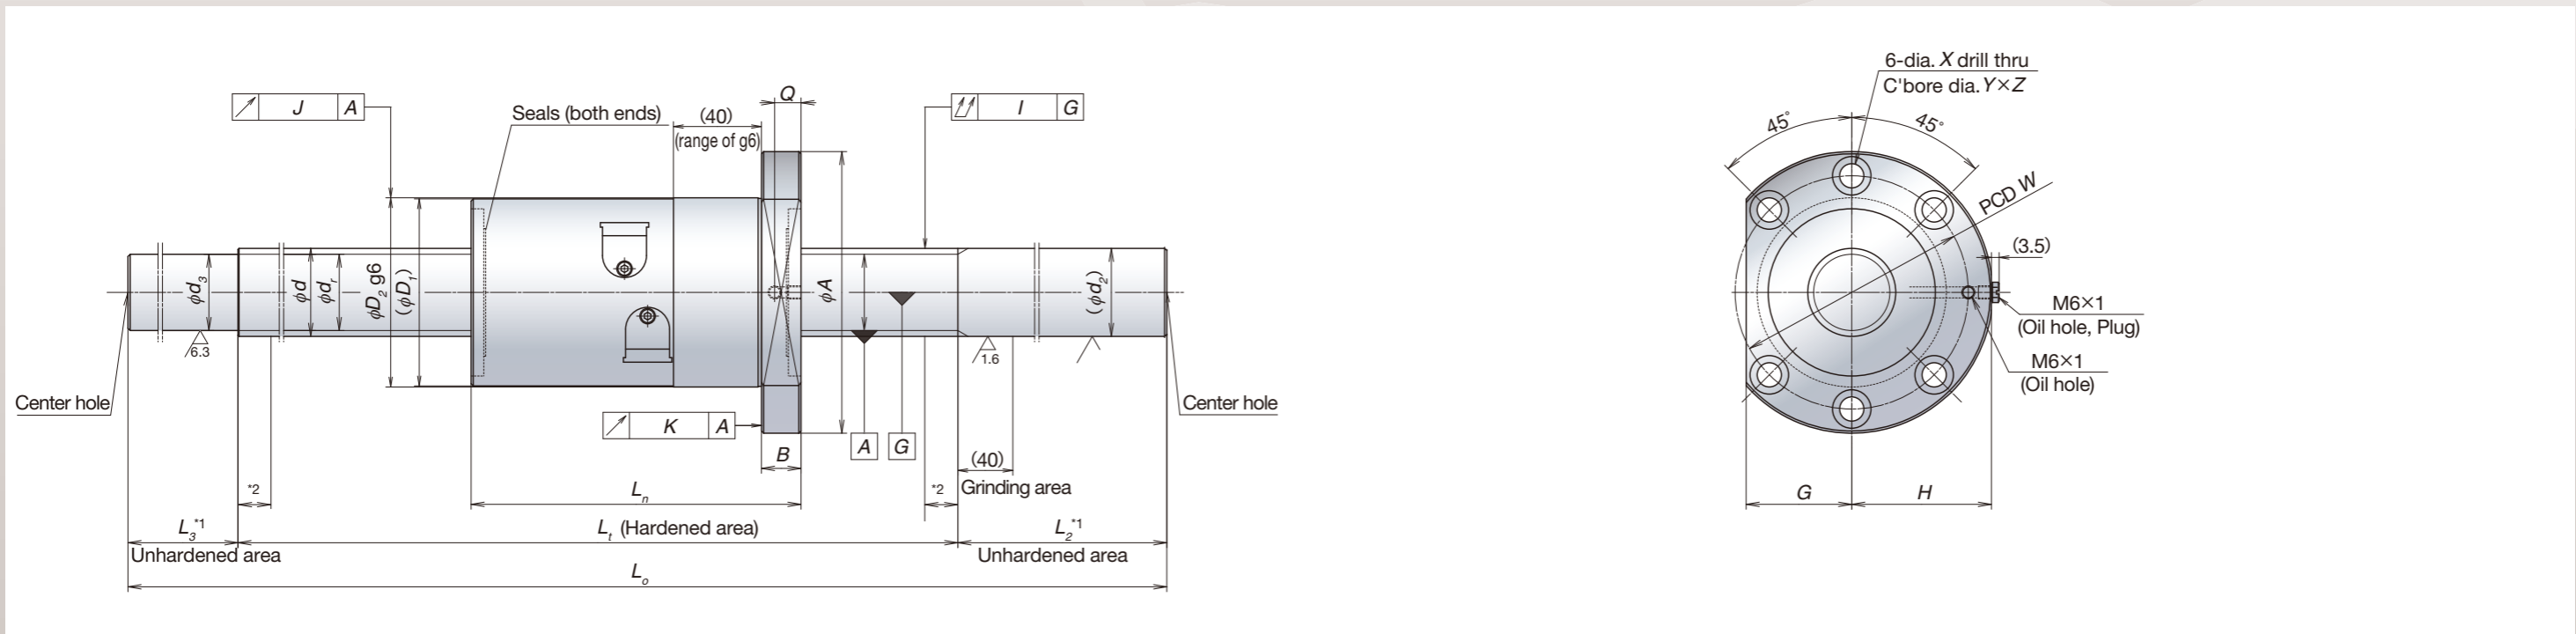 J A
Seals (both ends)
(40)
(range of g6)
Q
I G
6-dia. X drill thru
C'bore dia. Y×Z
45°
45°
PCD W
(3.5)
M6×1
(Oil hole, Plug)
M6×1
(Oil hole)
G
H
φd3
φd
φdr
φD2 g6
(φD1)
φA
(φd2)
6.3
1.6
Center hole
Center hole
K A
A
G
B
(40)
Grinding area
*2
*2
Ln
L3*1
Lt (Hardened area)
L2*1
Unhardened area
Unhardened area
Lo